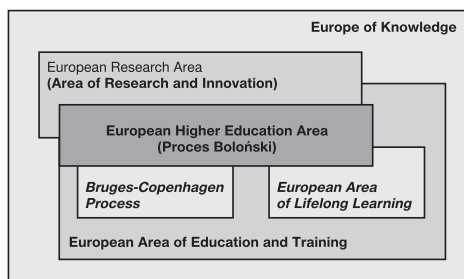 Europe of Knowledge
European Research Area
(Area of Research and Innovation)
European Higher Education Area
(Proces Boloński)
Bruges-Copenhagen
Process
European Area
of Lifelong Learning
European Area of Education and Training